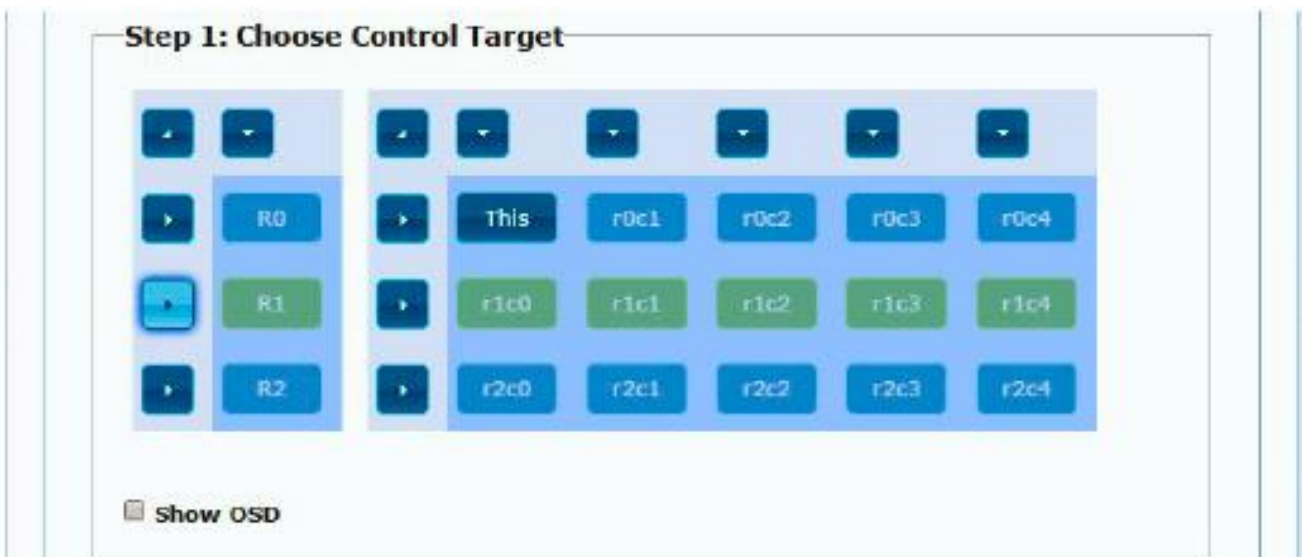 Step 1: Choose Control Target
R0 This r0c1 r0c2 r0c3 r0c4
R1 r1c0 r1c1 r1c2 r1c3 r1c4
R2 r2c0 r2c1 r2c2 r2c3 r2c4
Show OSD